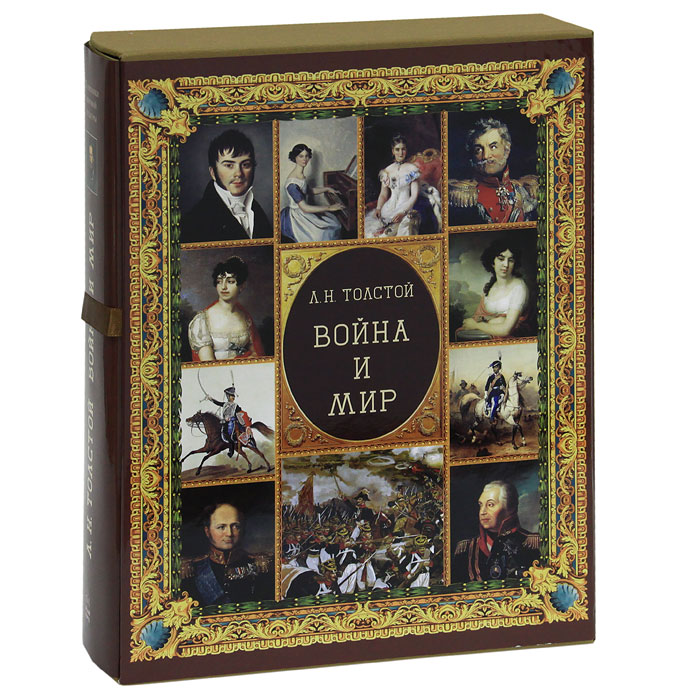 Л.Н. ТОЛСТОЙ
ВОЙНА
И
МИР
Л.Н. ТОЛСТОЙ ВОЙНА И МИР